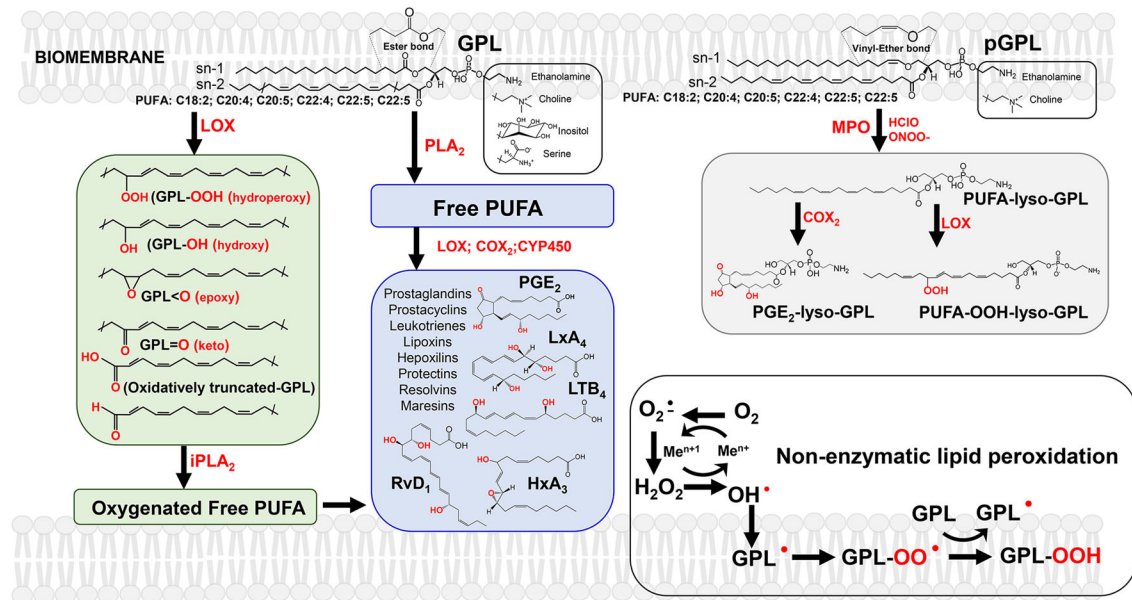 BIOMEMBRANE
Ester bond
GPL
sn-1
sn-2
NH₂
Ethanolamine
Choline
Inositol
Serine
PUFA: C18:2; C20:4; C20:5; C22:4; C22:5; C22:5
LOX
PLA₂
OOH (GPL-OOH (hydroperoxy)
OH (GPL-OH (hydroxy)
GPL<O (epoxy)
GPL=O (keto)
(Oxidatively truncated-GPL)
iPLA₂
Oxygenated Free PUFA
Free PUFA
LOX; COX₂;CYP450
Prostaglandins
Prostacyclins
Leukotrienes
Lipoxins
Hepoxilins
Protectins
Resolvins
Maresins
PGE₂
LxA₄
LTB₄
RvD₁
HxA₃
Vinyl-Ether bond
pGPL
sn-1
sn-2
NH₂
Ethanolamine
Choline
PUFA: C18:2; C20:4; C20:5; C22:4; C22:5; C22:5
MPO
HClO
ONOO-
PUFA-lyso-GPL
COX₂
LOX
PGE₂-lyso-GPL
PUFA-OOH-lyso-GPL
O₂•̄
O₂
Meⁿ⁺¹
Meⁿ⁺
H₂O₂
OH•
Non-enzymatic lipid peroxidation
GPL
GPL•
GPL•
GPL-OO•
GPL-OOH